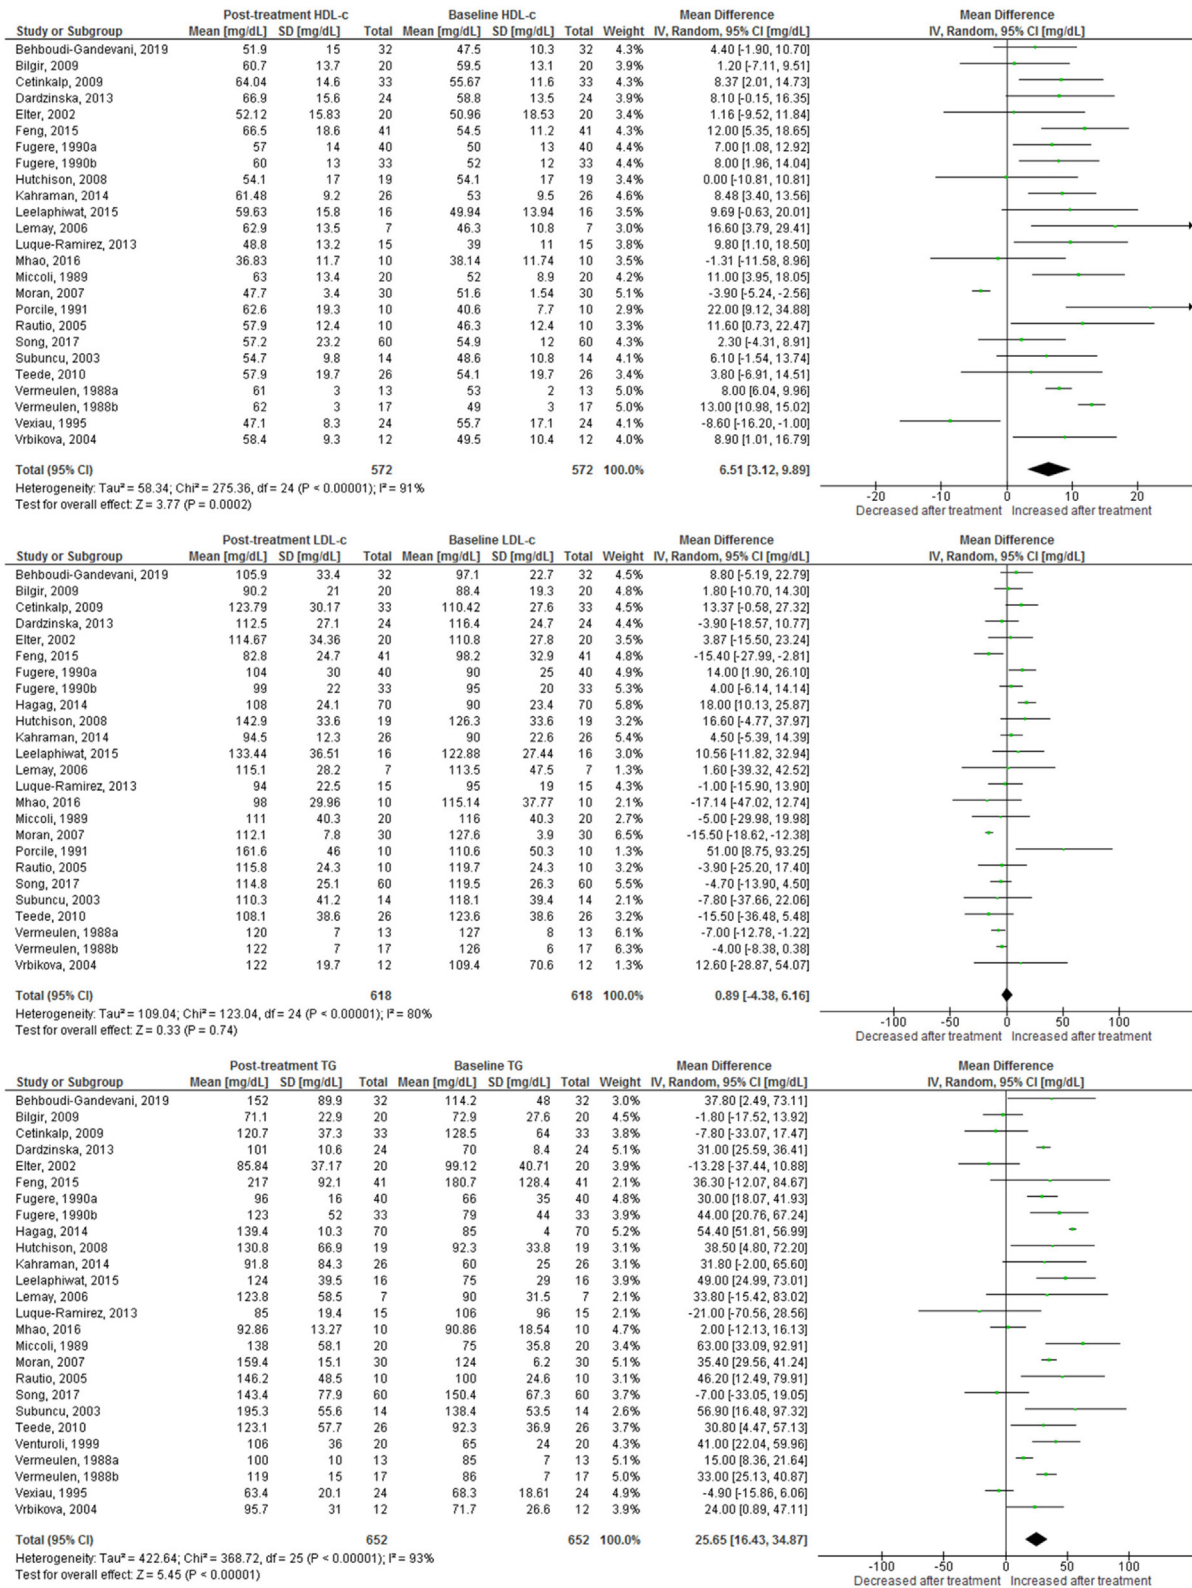 Post-treatment HDL-c Baseline HDL-c Mean Difference Mean Difference
Study or Subgroup Mean [mg/dL] SD [mg/dL] Total Mean [mg/dL] SD [mg/dL] Total Weight IV, Random, 95% CI [mg/dL] IV, Random, 95% CI [mg/dL]
Behboudi-Gandevani, 2019 51.9 15 32 47.5 10.3 32 4.3% 4.40 [-1.90, 10.70]
Bilgir, 2009 60.7 13.7 20 59.5 13.1 20 3.9% 1.20 [-7.11, 9.51]
Cetinkalp, 2009 64.04 14.6 33 55.67 11.6 33 4.3% 8.37 [2.01, 14.73]
Dardzinska, 2013 66.9 15.6 24 58.8 13.5 24 3.9% 8.10 [-0.15, 16.35]
Elter, 2002 52.12 15.83 20 50.96 18.53 20 3.4% 1.16 [-9.52, 11.84]
Feng, 2015 66.5 18.6 41 54.5 11.2 41 4.3% 12.00 [5.35, 18.65]
Fugere, 1990a 57 14 40 50 13 40 4.4% 7.00 [1.08, 12.92]
Fugere, 1990b 60 13 33 52 12 33 4.4% 8.00 [1.96, 14.04]
Hutchison, 2008 54.1 17 19 54.1 17 19 3.4% 0.00 [-10.81, 10.81]
Kahraman, 2014 61.48 9.2 26 53 9.5 26 4.6% 8.48 [3.40, 13.56]
Leelaphiwat, 2015 59.63 15.8 16 49.94 13.94 16 3.5% 9.69 [-0.63, 20.01]
Lemay, 2006 62.9 13.5 7 46.3 10.8 7 3.0% 16.60 [3.79, 29.41]
Luque-Ramirez, 2013 48.8 13.2 15 39 11 15 3.8% 9.80 [1.10, 18.50]
Mhao, 2016 36.83 11.7 10 38.14 11.74 10 3.5% -1.31 [-11.58, 8.96]
Miccoli, 1989 63 13.4 20 52 8.9 20 4.2% 11.00 [3.95, 18.05]
Moran, 2007 47.7 3.4 30 51.6 1.54 30 5.1% -3.90 [-5.24, -2.56]
Porcile, 1991 62.6 19.3 10 40.6 7.7 10 2.9% 22.00 [9.12, 34.88]
Rautio, 2005 57.9 12.4 10 46.3 12.4 10 3.4% 11.60 [0.73, 22.47]
Song, 2017 57.2 23.2 60 54.9 12 60 4.3% 2.30 [-4.31, 8.91]
Subuncu, 2003 54.7 9.8 14 48.6 10.8 14 4.1% 6.10 [-1.54, 13.74]
Teede, 2010 57.9 19.7 26 54.1 19.7 26 3.4% 3.80 [-6.91, 14.51]
Vermeulen, 1988a 61 3 13 53 2 13 5.0% 8.00 [6.04, 9.96]
Vermeulen, 1988b 62 3 17 49 3 17 5.0% 13.00 [10.98, 15.02]
Vexiau, 1995 47.1 8.3 24 55.7 17.1 24 4.1% -8.60 [-16.20, -1.00]
Vrbikova, 2004 58.4 9.3 12 49.5 10.4 12 4.0% 8.90 [1.01, 16.79]
Total (95% CI) 572 572 100.0% 6.51 [3.12, 9.89]
Heterogeneity: Tau² = 58.34; Chi² = 275.36, df = 24 (P < 0.00001); I² = 91%
Test for overall effect: Z = 3.77 (P = 0.0002)
-20 -10 0 10 20
Decreased after treatment Increased after treatment
Post-treatment LDL-c Baseline LDL-c Mean Difference Mean Difference
Study or Subgroup Mean [mg/dL] SD [mg/dL] Total Mean [mg/dL] SD [mg/dL] Total Weight IV, Random, 95% CI [mg/dL] IV, Random, 95% CI [mg/dL]
Behboudi-Gandevani, 2019 105.9 33.4 32 97.1 22.7 32 4.5% 8.80 [-5.19, 22.79]
Bilgir, 2009 90.2 21 20 88.4 19.3 20 4.8% 1.80 [-10.70, 14.30]
Cetinkalp, 2009 123.79 30.17 33 110.42 27.6 33 4.5% 13.37 [-0.58, 27.32]
Dardzinska, 2013 112.5 27.1 24 116.4 24.7 24 4.4% -3.90 [-18.57, 10.77]
Elter, 2002 114.67 34.36 20 110.8 27.8 20 3.5% 3.87 [-15.50, 23.24]
Feng, 2015 82.8 24.7 41 98.2 32.9 41 4.8% -15.40 [-27.99, -2.81]
Fugere, 1990a 104 30 40 90 25 40 4.9% 14.00 [1.90, 26.10]
Fugere, 1990b 99 22 33 95 20 33 5.3% 4.00 [-6.14, 14.14]
Hagag, 2014 108 24.1 70 90 23.4 70 5.8% 18.00 [10.13, 25.87]
Hutchison, 2008 142.9 33.6 19 126.3 33.6 19 3.2% 16.60 [-4.77, 37.97]
Kahraman, 2014 94.5 12.3 26 90 22.6 26 5.4% 4.50 [-5.39, 14.39]
Leelaphiwat, 2015 133.44 36.51 16 122.88 27.44 16 3.0% 10.56 [-11.82, 32.94]
Lemay, 2006 115.1 28.2 7 113.5 47.5 7 1.3% 1.60 [-39.32, 42.52]
Luque-Ramirez, 2013 94 22.5 15 95 19 15 4.4% -1.00 [-15.90, 13.90]
Mhao, 2016 98 29.96 10 115.14 37.77 10 2.1% -17.14 [-47.02, 12.74]
Miccoli, 1989 111 40.3 20 116 40.3 20 2.7% -5.00 [-29.98, 19.98]
Moran, 2007 112.1 7.8 30 127.6 3.9 30 6.5% -15.50 [-18.62, -12.38]
Porcile, 1991 161.6 46 10 110.6 50.3 10 1.3% 51.00 [8.75, 93.25]
Rautio, 2005 115.8 24.3 10 119.7 24.3 10 3.2% -3.90 [-25.20, 17.40]
Song, 2017 114.8 25.1 60 119.5 26.3 60 5.5% -4.70 [-13.90, 4.50]
Subuncu, 2003 110.3 41.2 14 118.1 39.4 14 2.1% -7.80 [-37.66, 22.06]
Teede, 2010 108.1 38.6 26 123.6 38.6 26 3.2% -15.50 [-36.48, 5.48]
Vermeulen, 1988a 120 7 13 127 8 13 6.1% -7.00 [-12.78, -1.22]
Vermeulen, 1988b 122 7 17 126 6 17 6.3% -4.00 [-8.38, 0.38]
Vrbikova, 2004 122 19.7 12 109.4 70.6 12 1.3% 12.60 [-28.87, 54.07]
Total (95% CI) 618 618 100.0% 0.89 [-4.38, 6.16]
Heterogeneity: Tau² = 109.04; Chi² = 123.04, df = 24 (P < 0.00001); I² = 80%
Test for overall effect: Z = 0.33 (P = 0.74)
-100 -50 0 50 100
Decreased after treatment Increased after treatment
Post-treatment TG Baseline TG Mean Difference Mean Difference
Study or Subgroup Mean [mg/dL] SD [mg/dL] Total Mean [mg/dL] SD [mg/dL] Total Weight IV, Random, 95% CI [mg/dL] IV, Random, 95% CI [mg/dL]
Behboudi-Gandevani, 2019 152 89.9 32 114.2 48 32 3.0% 37.80 [2.49, 73.11]
Bilgir, 2009 71.1 22.9 20 72.9 27.6 20 4.5% -1.80 [-17.52, 13.92]
Cetinkalp, 2009 120.7 37.3 33 128.5 64 33 3.8% -7.80 [-33.07, 17.47]
Dardzinska, 2013 101 10.6 24 70 8.4 24 5.1% 31.00 [25.59, 36.41]
Elter, 2002 85.84 37.17 20 99.12 40.71 20 3.9% -13.28 [-37.44, 10.88]
Feng, 2015 217 92.1 41 180.7 128.4 41 2.1% 36.30 [-12.07, 84.67]
Fugere, 1990a 96 16 40 66 35 40 4.8% 30.00 [18.07, 41.93]
Fugere, 1990b 123 52 33 79 44 33 3.9% 44.00 [20.76, 67.24]
Hagag, 2014 139.4 10.3 70 85 4 70 5.2% 54.40 [51.81, 56.99]
Hutchison, 2008 130.8 66.9 19 92.3 33.8 19 3.1% 38.50 [4.80, 72.20]
Kahraman, 2014 91.8 84.3 26 60 25 26 3.1% 31.80 [-2.00, 65.60]
Leelaphiwat, 2015 124 39.5 16 75 29 16 3.9% 49.00 [24.99, 73.01]
Lemay, 2006 123.8 58.5 7 90 31.5 7 2.1% 33.80 [-15.42, 83.02]
Luque-Ramirez, 2013 85 19.4 15 106 96 15 2.1% -21.00 [-70.56, 28.56]
Mhao, 2016 92.86 13.27 10 90.86 18.54 10 4.7% 2.00 [-12.13, 16.13]
Miccoli, 1989 138 58.1 20 75 35.8 20 3.4% 63.00 [33.09, 92.91]
Moran, 2007 159.4 15.1 30 124 6.2 30 5.1% 35.40 [29.56, 41.24]
Rautio, 2005 146.2 48.5 10 100 24.6 10 3.1% 46.20 [12.49, 79.91]
Song, 2017 143.4 77.9 60 150.4 67.3 60 3.7% -7.00 [-33.05, 19.05]
Subuncu, 2003 195.3 55.6 14 138.4 53.5 14 2.6% 56.90 [16.48, 97.32]
Teede, 2010 123.1 57.7 26 92.3 36.9 26 3.7% 30.80 [4.47, 57.13]
Venturoli, 1999 106 36 20 65 24 20 4.3% 41.00 [22.04, 59.96]
Vermeulen, 1988a 100 10 13 85 7 13 5.1% 15.00 [8.36, 21.64]
Vermeulen, 1988b 119 15 17 86 7 17 5.0% 33.00 [25.13, 40.87]
Vexiau, 1995 63.4 20.1 24 68.3 18.61 24 4.8% -4.90 [-15.86, 6.06]
Vrbikova, 2004 95.7 31 12 71.7 26.6 12 3.9% 24.00 [0.89, 47.11]
Total (95% CI) 652 652 100.0% 25.65 [16.43, 34.87]
Heterogeneity: Tau² = 422.64; Chi² = 368.72, df = 25 (P < 0.00001); I² = 93%
Test for overall effect: Z = 5.45 (P < 0.00001)
-100 -50 0 50 100
Decreased after treatment Increased after treatment